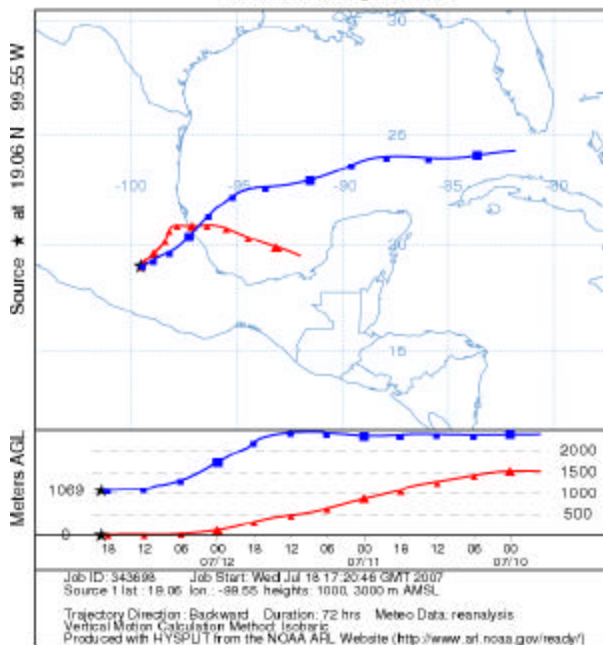 30
25
-100
-95
-90
-85
-80
20
15
Source ★ at 19.06 N 99.55 W
Meters AGL
1069
0
2000
1500
1000
500
18 12 06 00 18 12 06 00 18 12 06 00
07/12 07/11 07/10
Job ID: 343698 Job Start: Wed Jul 18 17:20:46 GMT 2007
Source 1 lat.: 19.06 lon.: -99.55 heights: 1000, 3000 m AMSL
Trajectory Direction: Backward Duration: 72 hrs Meteo Data: reanalysis
Vertical Motion Calculation Method: Isobaric
Produced with HYSPLIT from the NOAA ARL Website (http://www.arl.noaa.gov/ready/)